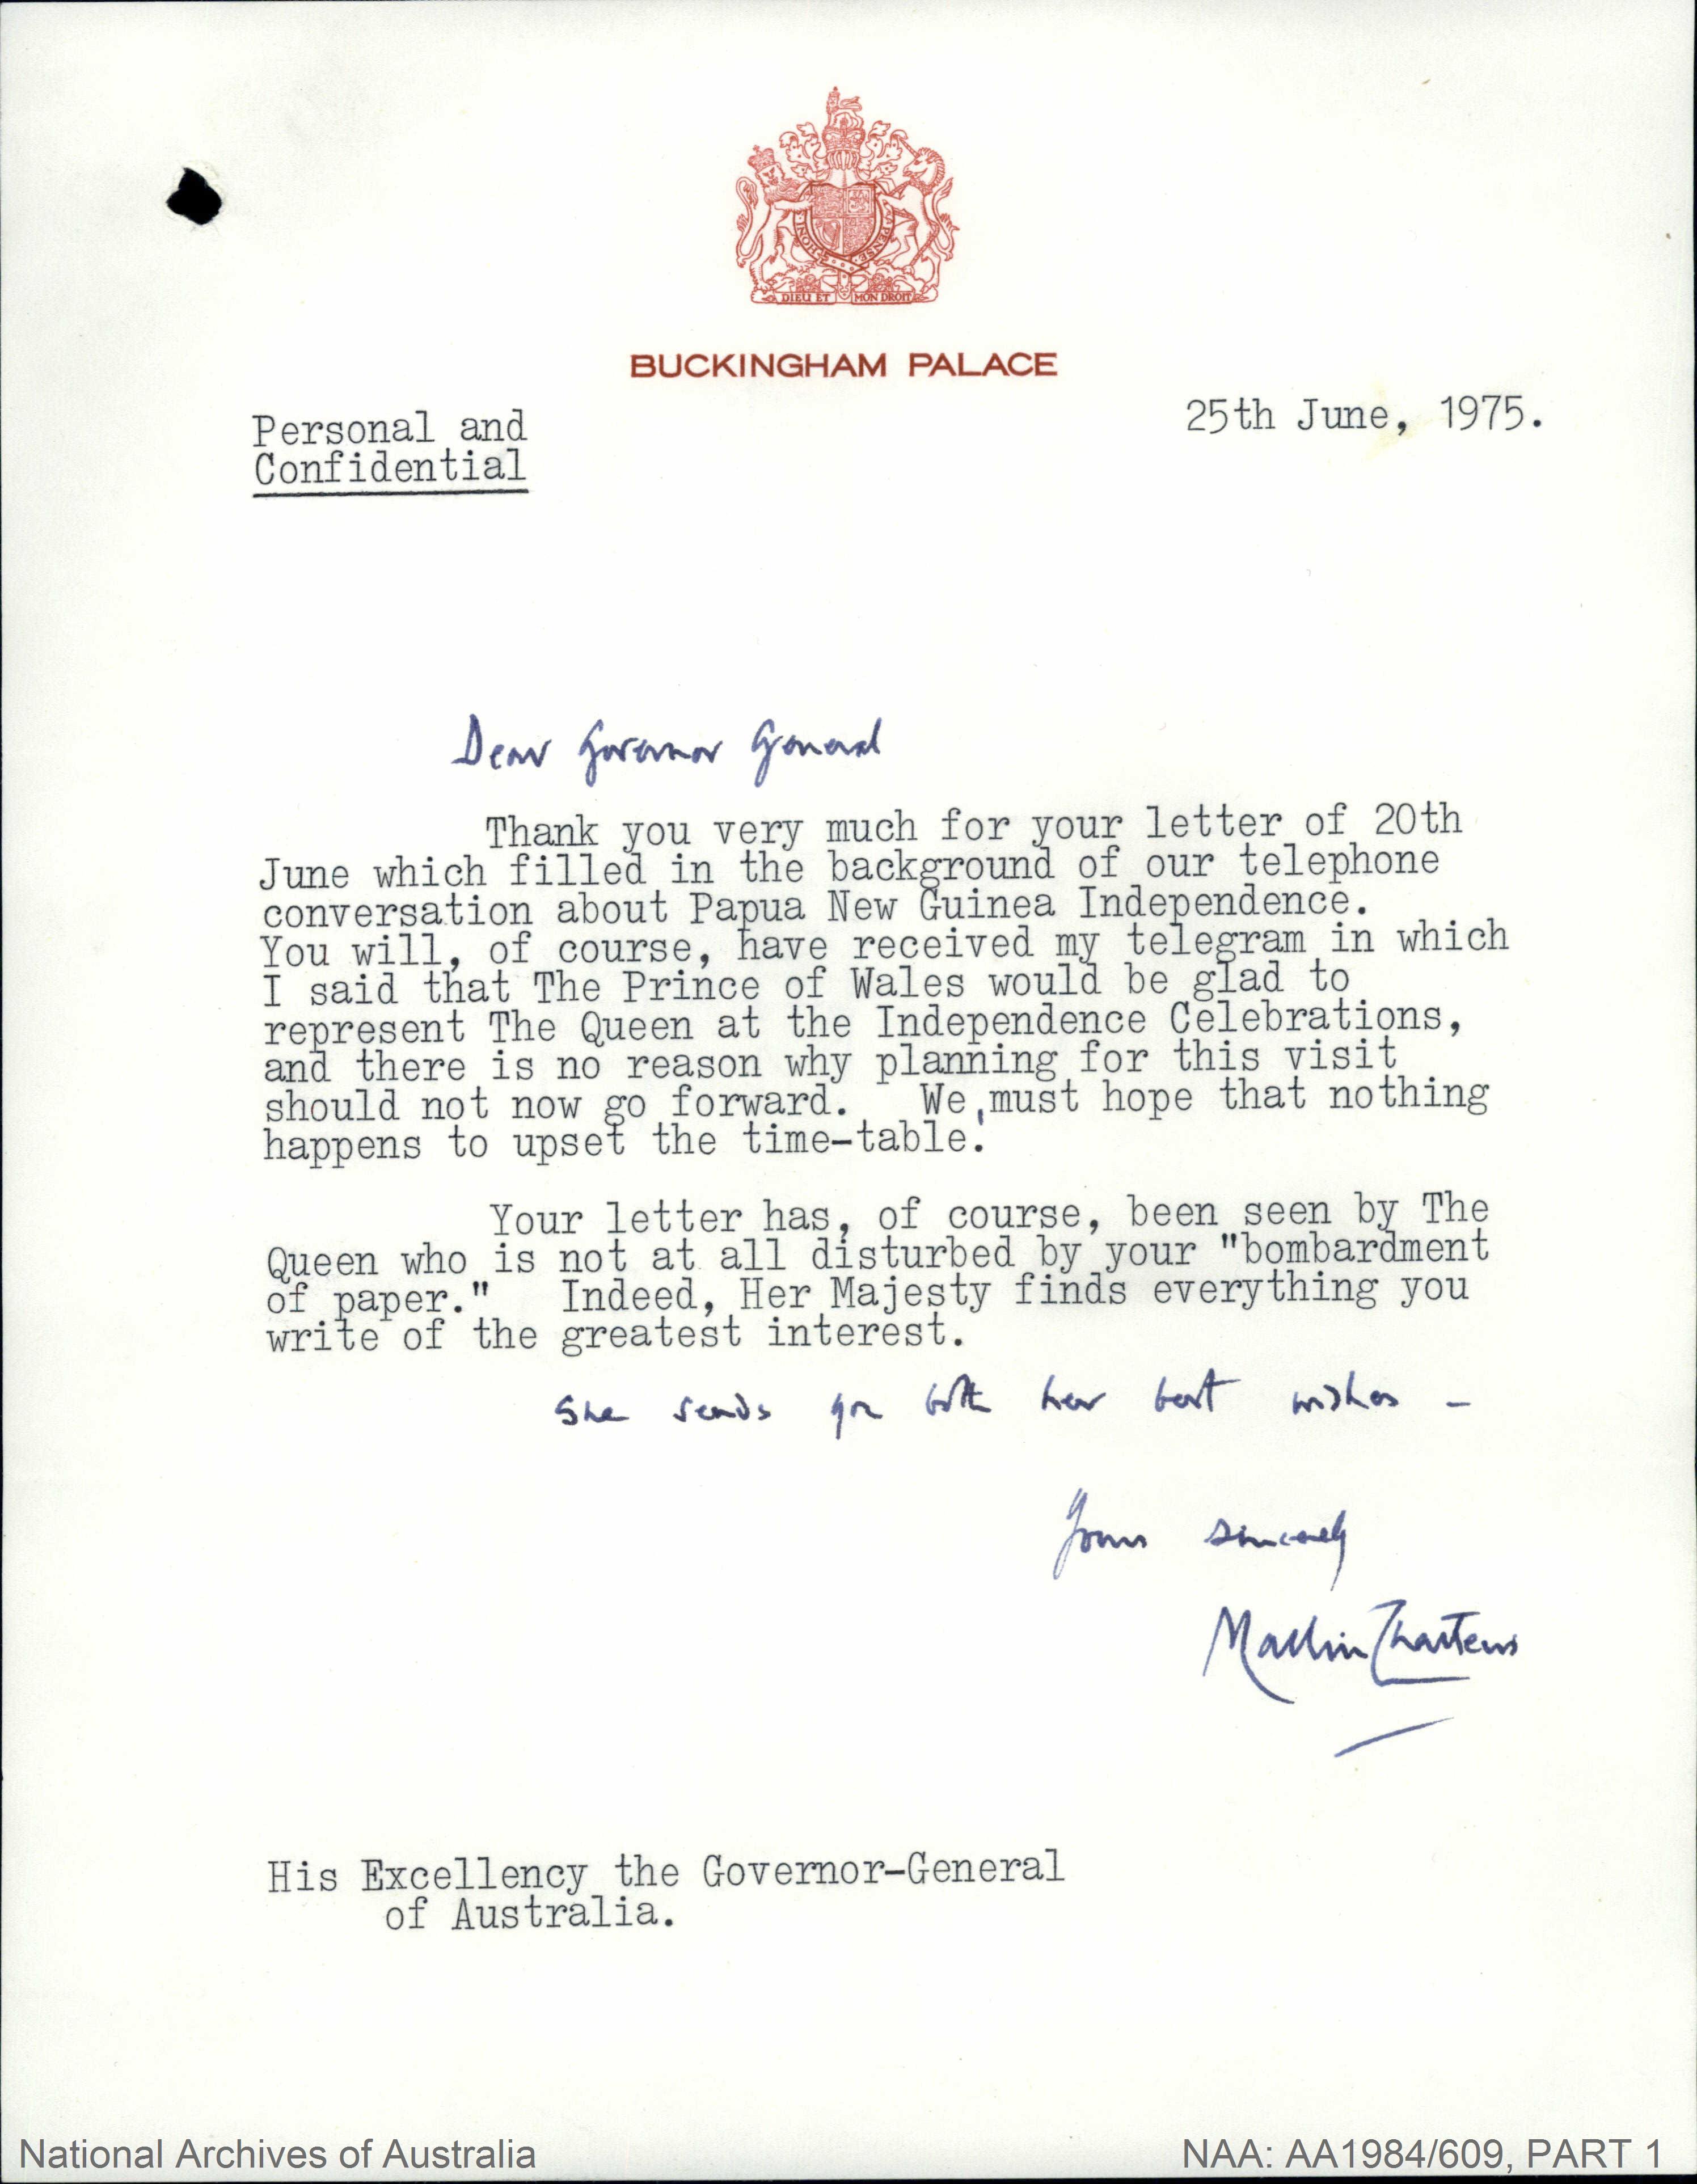 HONI
Y PENSE
DIEU ET MON DROIT
BUCKINGHAM PALACE
Personal and
Confidential
25th June, 1975.
Dear Governor General
Thank you very much for your letter of 20th
June which filled in the background of our telephone
conversation about Papua New Guinea Independence.
You will, of course, have received my telegram in which
I said that The Prince of Wales would be glad to
represent The Queen at the Independence Celebrations,
and there is no reason why planning for this visit
should not now go forward. We must hope that nothing
happens to upset the time-table!
Your letter has, of course, been seen by The
Queen who is not at all disturbed by your "bombardment
of paper." Indeed, Her Majesty finds everything you
write of the greatest interest.
She sends you both her best wishes -
Yours sincerely
Martin Charteris
His Excellency the Governor-General
of Australia.
National Archives of Australia
NAA: AA1984/609, PART 1